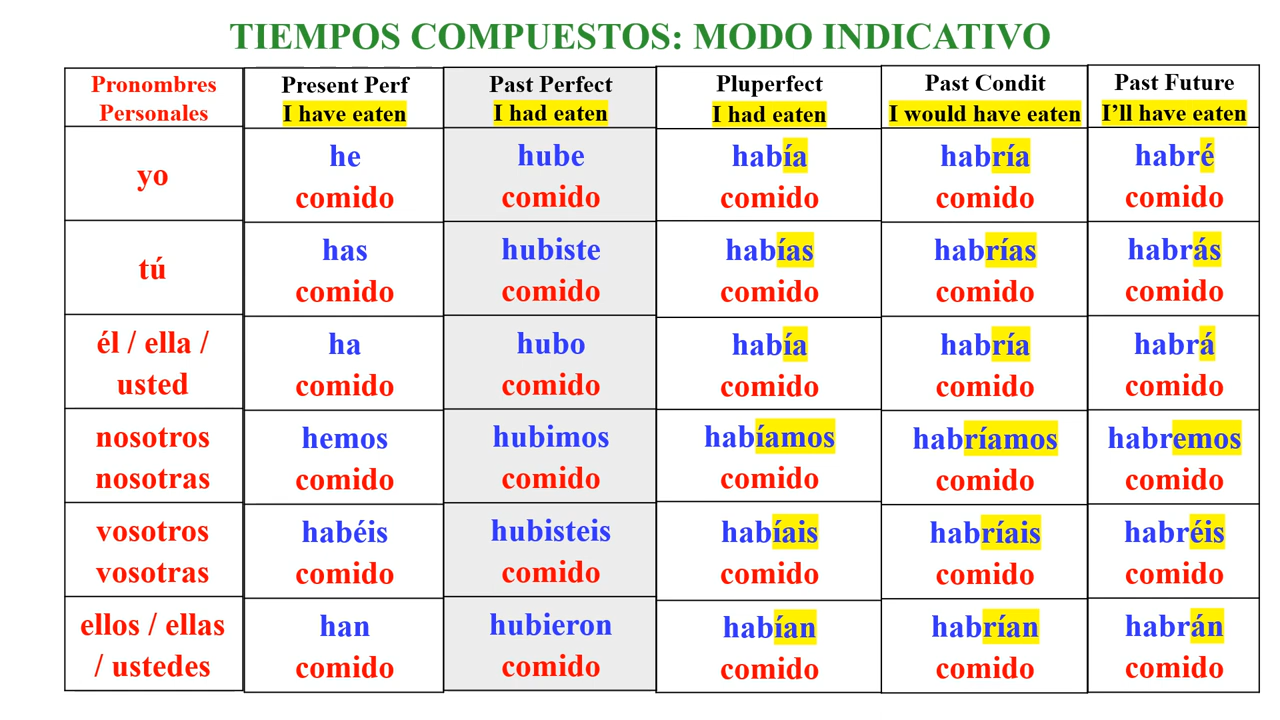 TIEMPOS COMPUESTOS: MODO INDICATIVO
Pronombres Personales | Present Perf I have eaten | Past Perfect I had eaten | Pluperfect I had eaten | Past Condit I would have eaten | Past Future I'll have eaten
yo | he comido | hube comido | había comido | habría comido | habré comido
tú | has comido | hubiste comido | habías comido | habrías comido | habrás comido
él / ella / usted | ha comido | hubo comido | había comido | habría comido | habrá comido
nosotros nosotras | hemos comido | hubimos comido | habíamos comido | habríamos comido | habremos comido
vosotros vosotras | habéis comido | hubisteis comido | habíais comido | habríais comido | habréis comido
ellos / ellas / ustedes | han comido | hubieron comido | habían comido | habrían comido | habrán comido